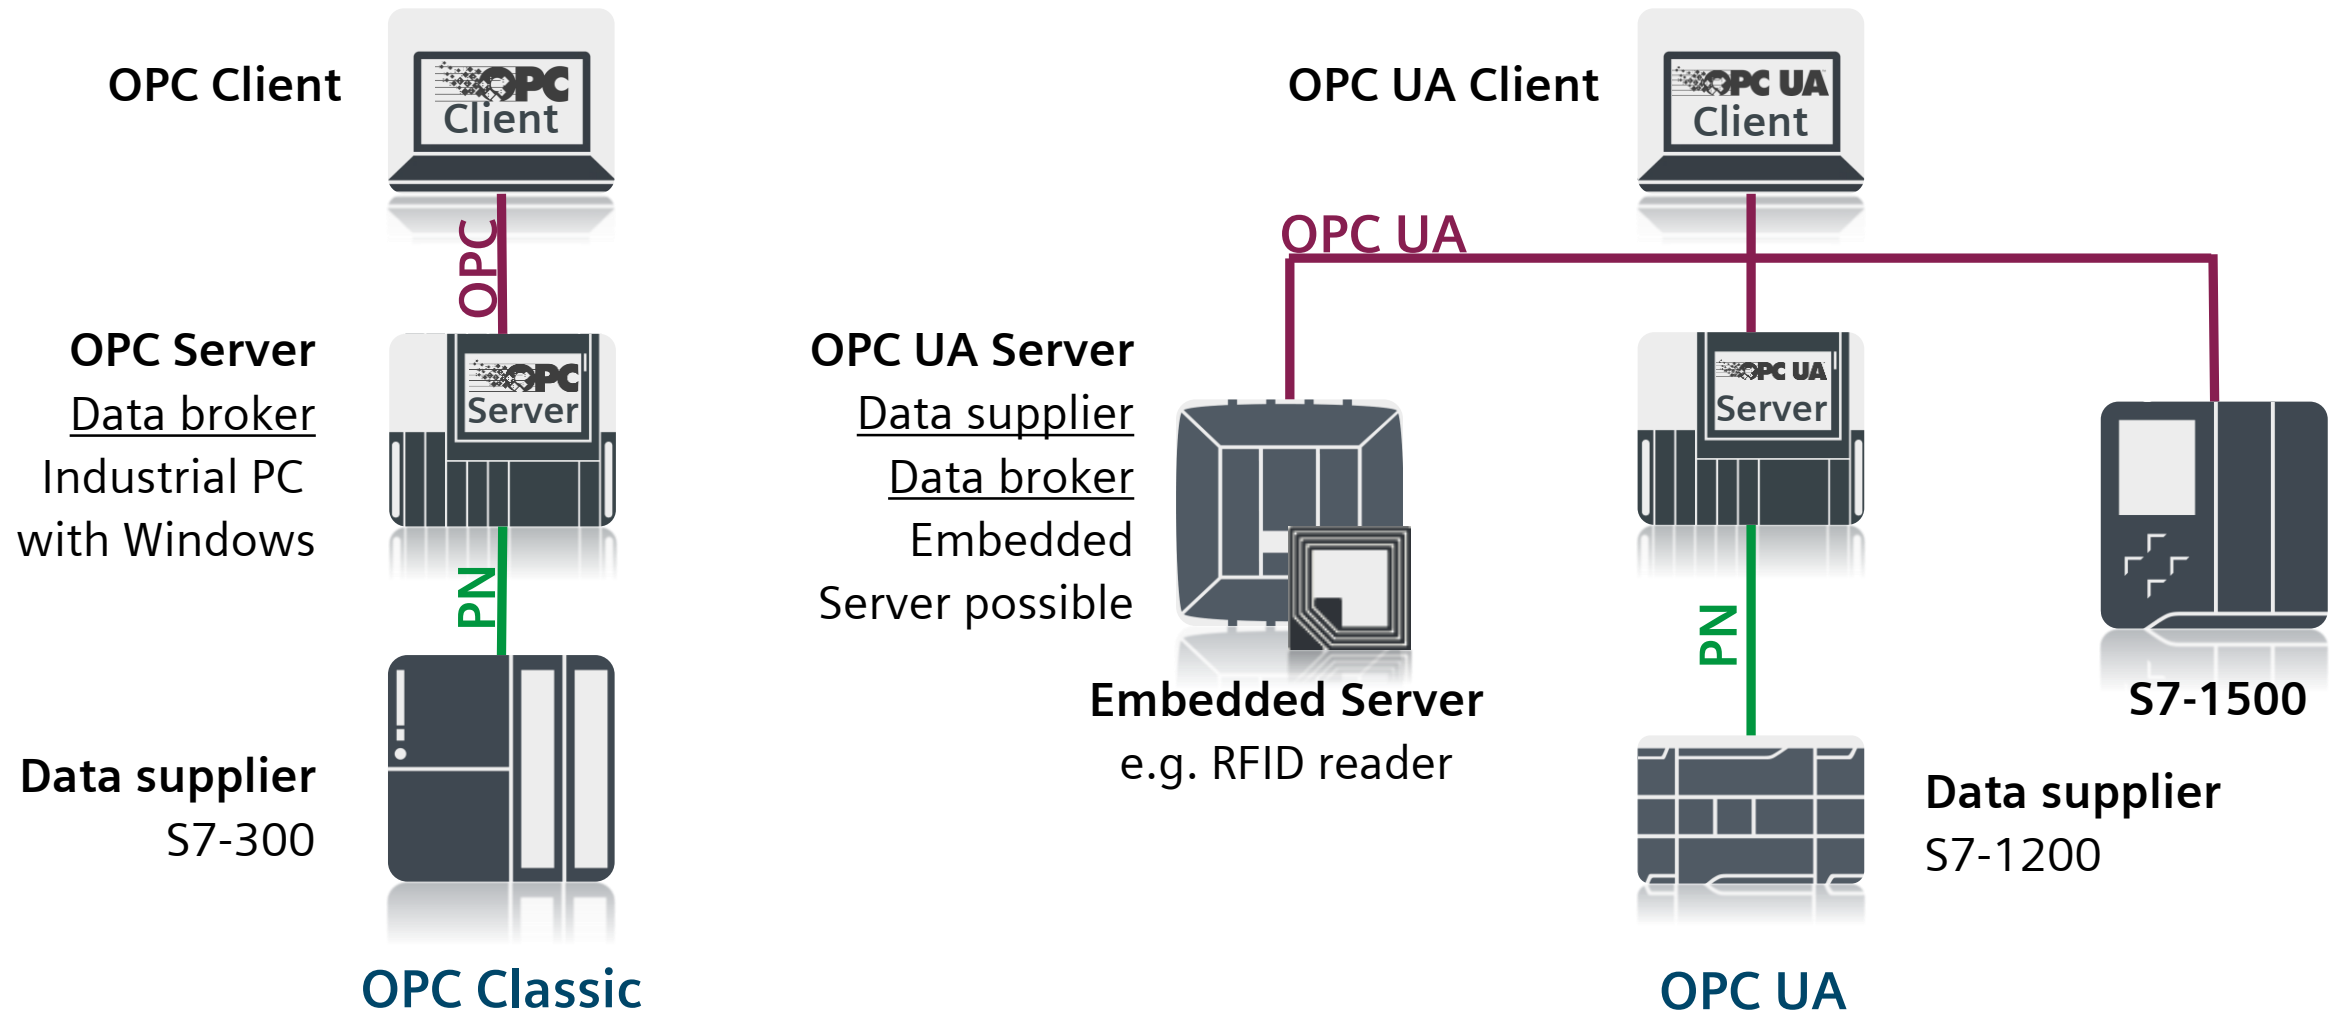 OPC Client
OPC
Client
OPC
OPC Server
Data broker
Industrial PC
with Windows
OPC
Server
PN
Data supplier
S7-300
OPC Classic
OPC UA Client
OPC UA
Client
OPC UA
OPC UA Server
Data supplier
Data broker
Embedded
Server possible
Embedded Server
e.g. RFID reader
OPC UA
Server
PN
S7-1500
Data supplier
S7-1200
OPC UA